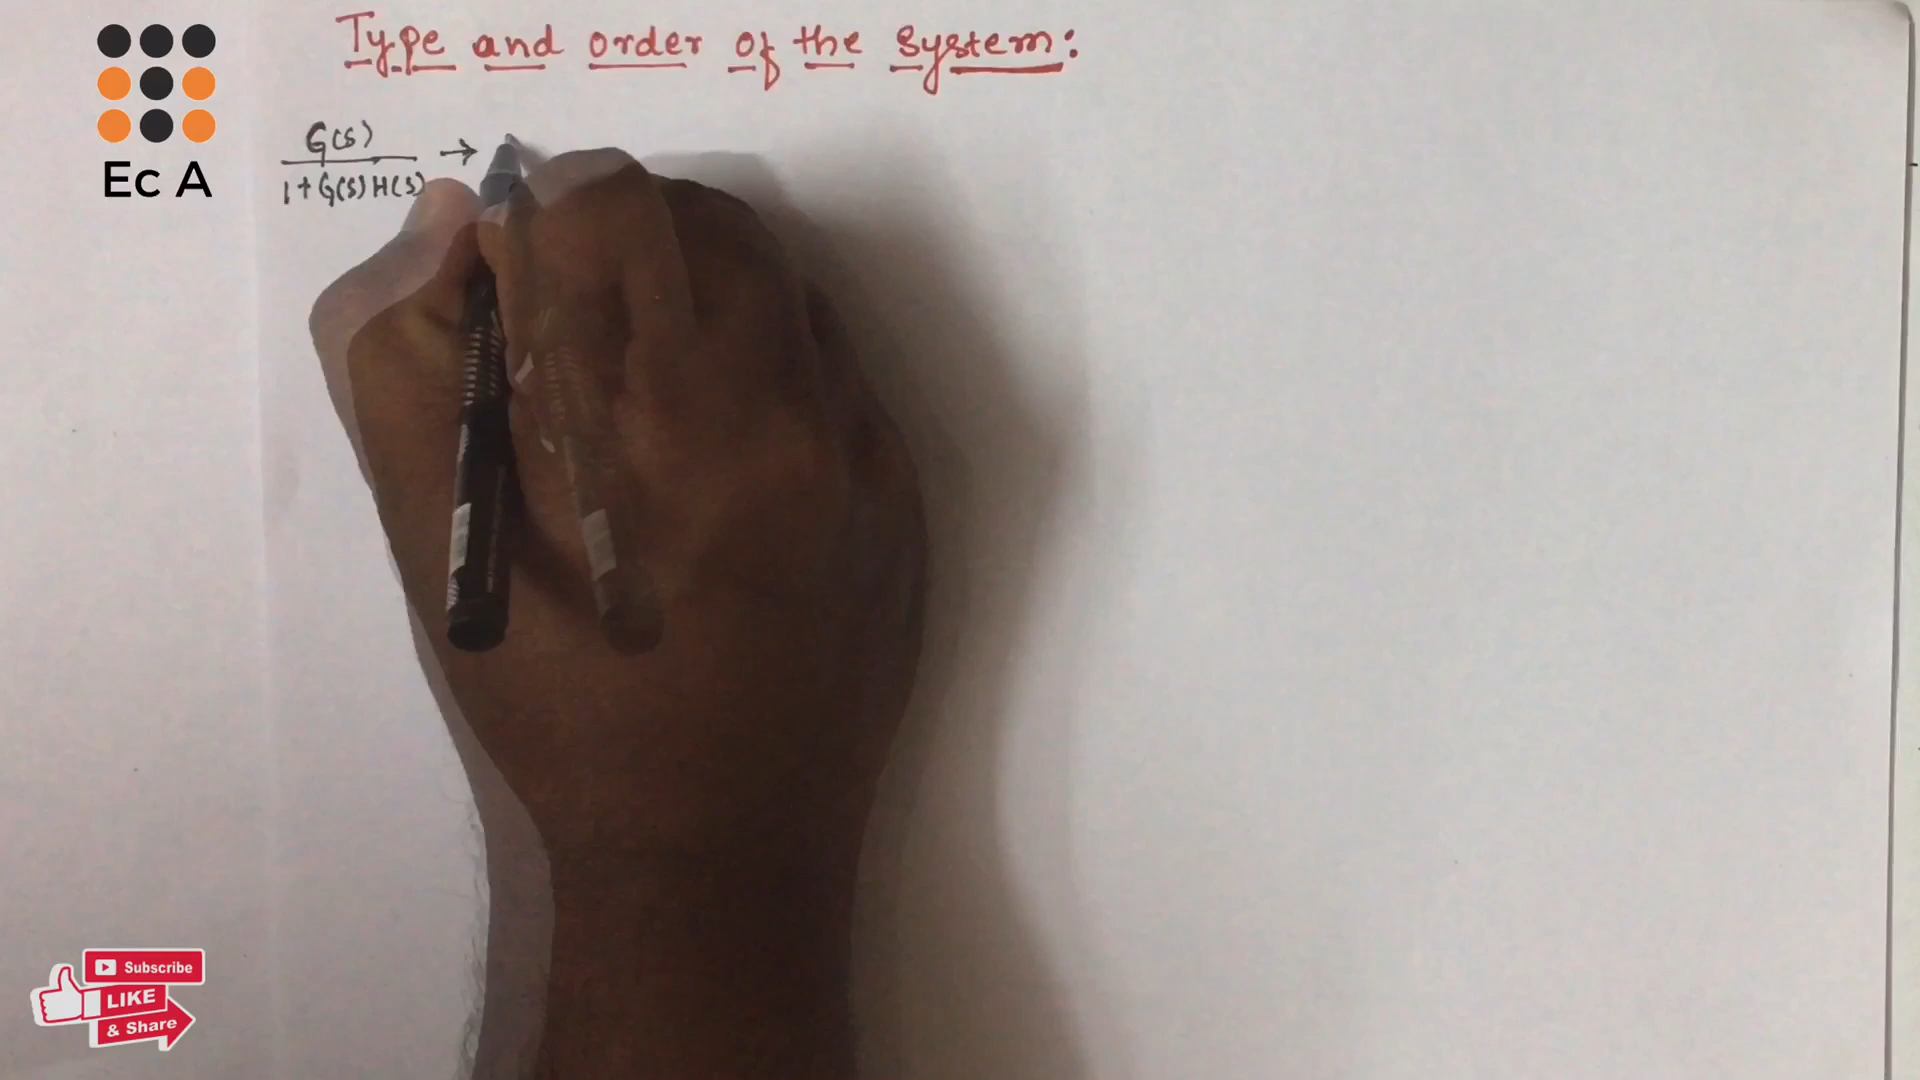 Type and order of the system:
G(s)
1+G(s)H(s) →
Ec A
Subscribe
LIKE
& Share